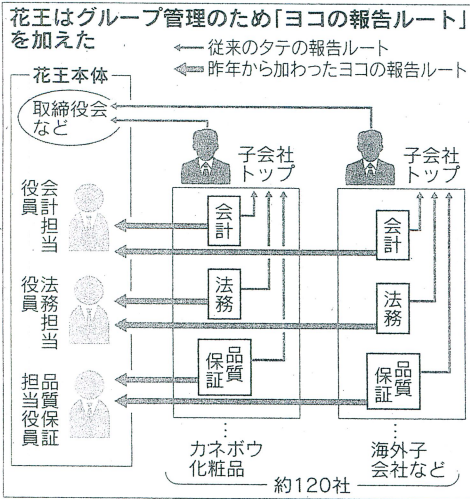 花王はグループ管理のため「ヨコの報告ルート」
を加えた
従来のタテの報告ルート
昨年から加わったヨコの報告ルート
花王本体
取締役会
など
子会社
トップ
子会社
トップ
会計担当
役員
会計
会計
法務担当
役員
法務
法務
品質保証
担当役員
品質
保証
品質
保証
…
カネボウ
化粧品
…
海外子
会社など
約120社